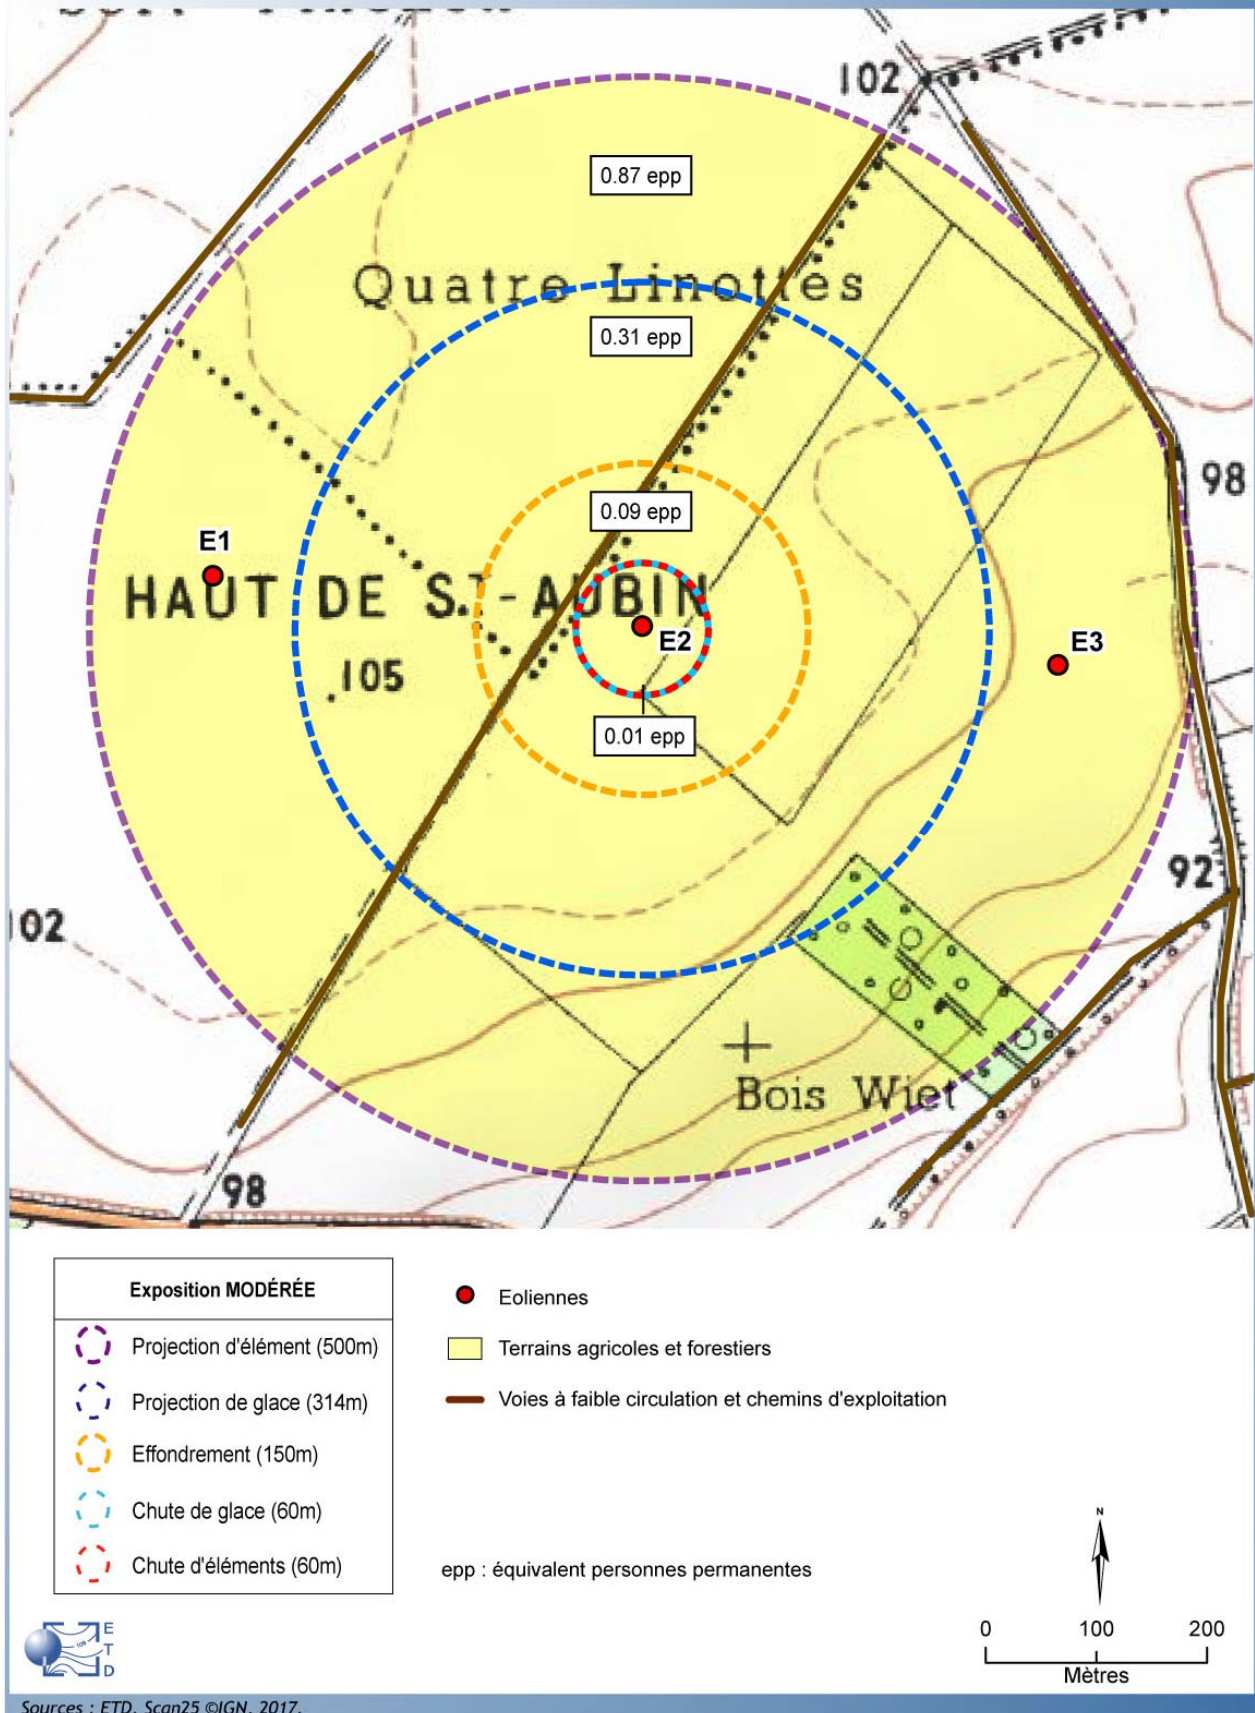 102
0.87 epp
Quatre Linottes
0.31 epp
98
0.09 epp
E1
HAUT DE S.T-AUBIN
E2
E3
.105
0.01 epp
92
102
Bois Wiet
98
Exposition MODÉRÉE
Projection d'élément (500m)
Projection de glace (314m)
Effondrement (150m)
Chute de glace (60m)
Chute d'éléments (60m)
Eoliennes
Terrains agricoles et forestiers
Voies à faible circulation et chemins d'exploitation
epp : équivalent personnes permanentes
N
0 100 200
Mètres
E
T
D
Sources : ETD, Scan25 ©IGN, 2017.